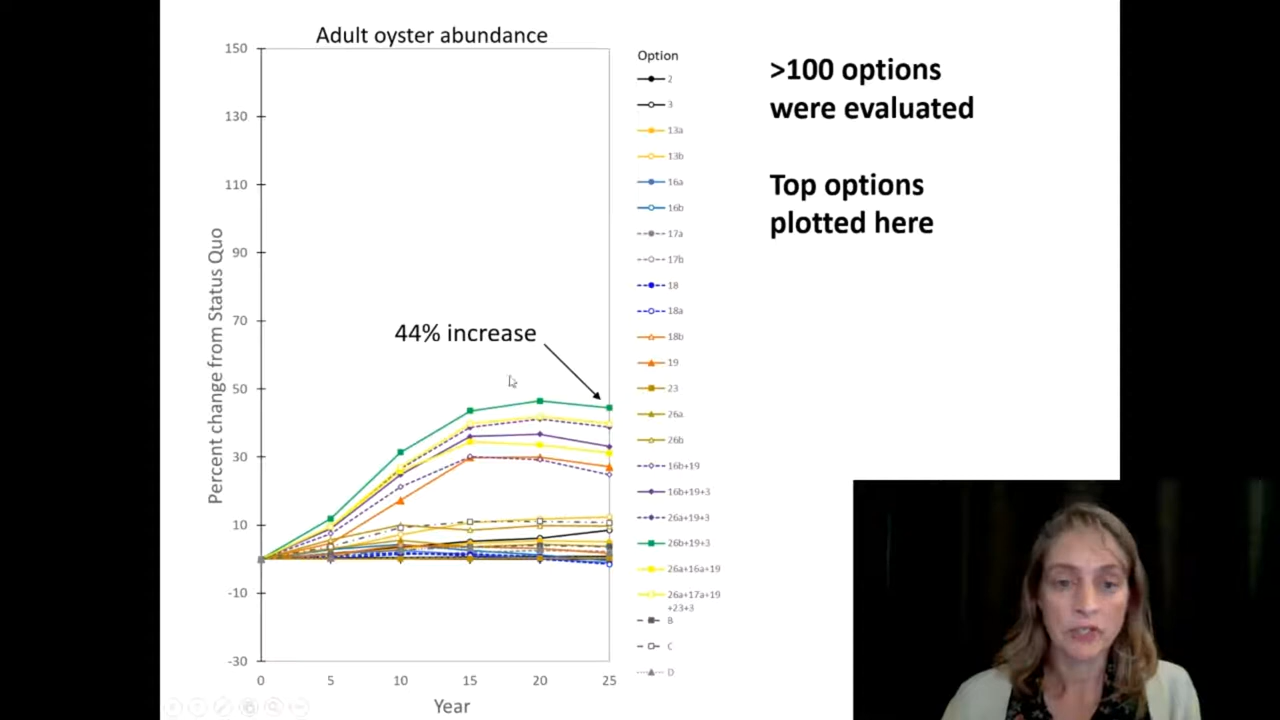 Adult oyster abundance
150
130
110
90
70
50
30
10
-10
-30
Percent change from Status Quo
0 5 10 15 20 25
Year
44% increase
Option
2
3
13a
13b
16a
16b
17a
17b
18
18a
18b
19
23
26a
26b
16b+19
16b+19+3
26a+19+3
26b+19+3
26a+16a+19
26a+17a+19
+23+3
B
C
D
>100 options
were evaluated
Top options
plotted here